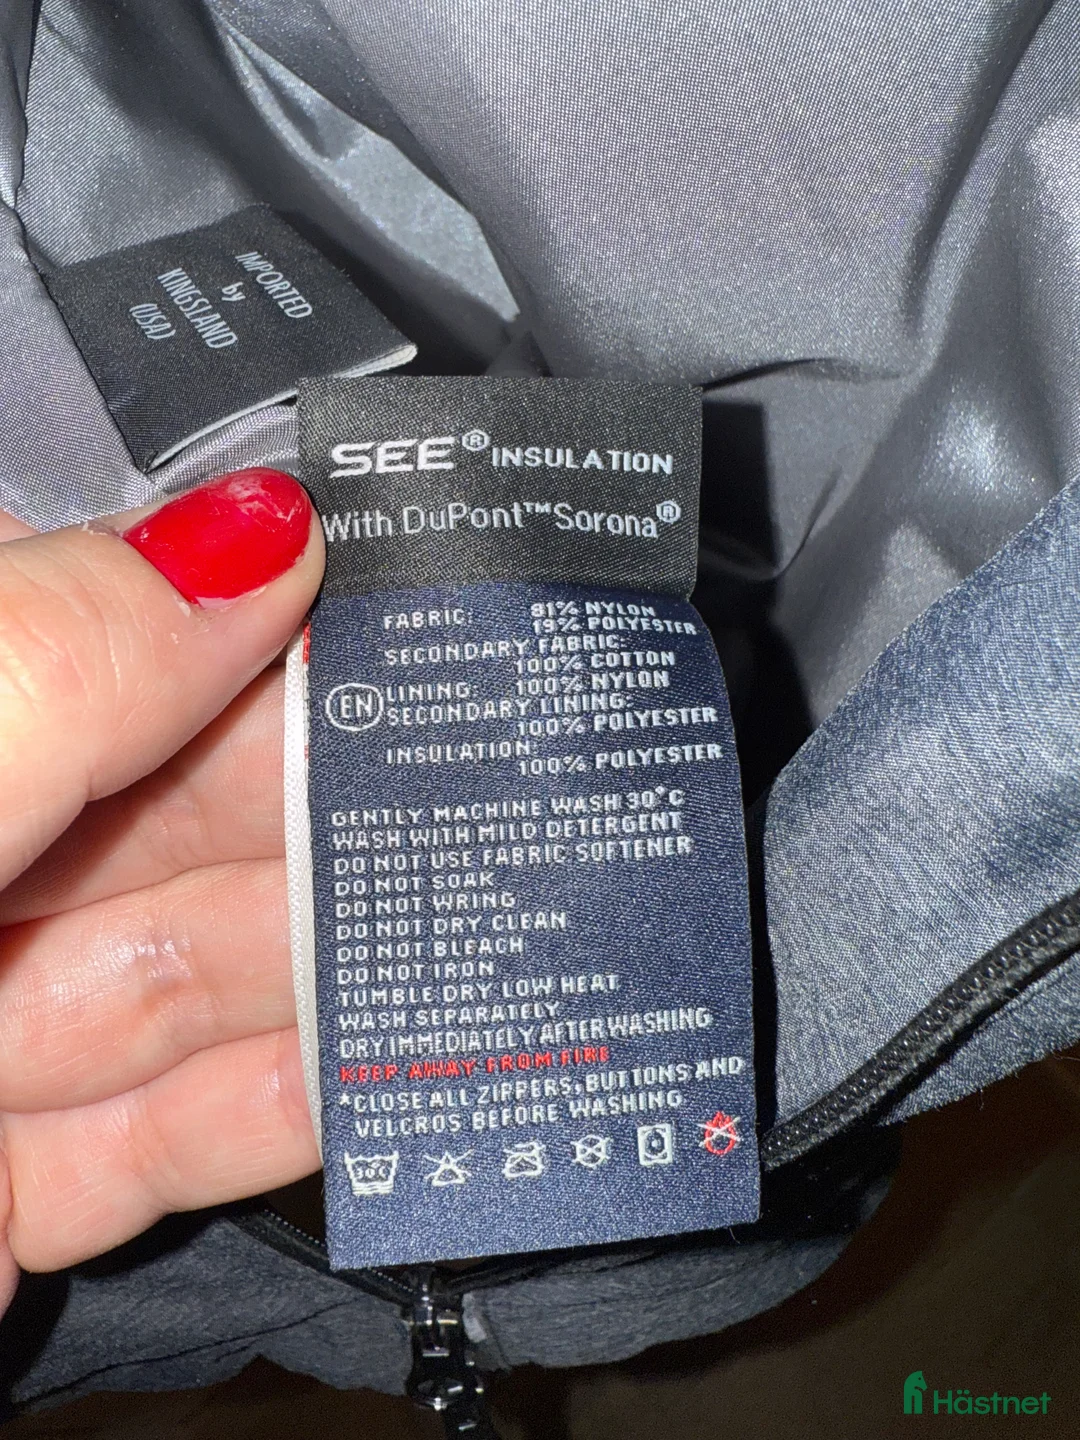 IMPORTED
by
KINGSLAND
(USA)
SEE® INSULATION
With DuPont™ Sorona®
FABRIC: 81% NYLON
19% POLYESTER
SECONDARY FABRIC:
100% COTTON
EN
LINING: 100% NYLON
SECONDARY LINING:
100% POLYESTER
INSULATION:
100% POLYESTER
GENTLY MACHINE WASH 30°C
WASH WITH MILD DETERGENT
DO NOT USE FABRIC SOFTENER
DO NOT SOAK
DO NOT WRING
DO NOT DRY CLEAN
DO NOT BLEACH
DO NOT IRON
TUMBLE DRY LOW HEAT
WASH SEPARATELY
DRY IMMEDIATELY AFTER WASHING
KEEP AWAY FROM FIRE
*CLOSE ALL ZIPPERS, BUTTONS AND
VELCROS BEFORE WASHING
Hästnet